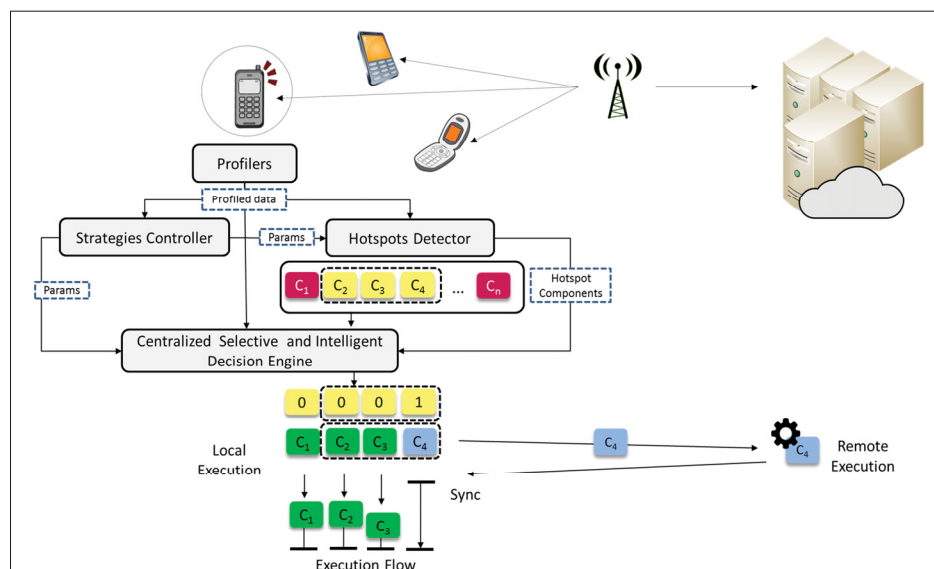 Profilers
Profiled data
Strategies Controller
Params
Hotspots Detector
Params
C1 C2 C3 C4 ... Cn
Hotspot
Components
Centralized Selective and Intelligent
Decision Engine
0 0 0 1
C1 C2 C3 C4
Local
Execution
C4
C4
Remote
Execution
Sync
C1 C2 C3
Execution Flow